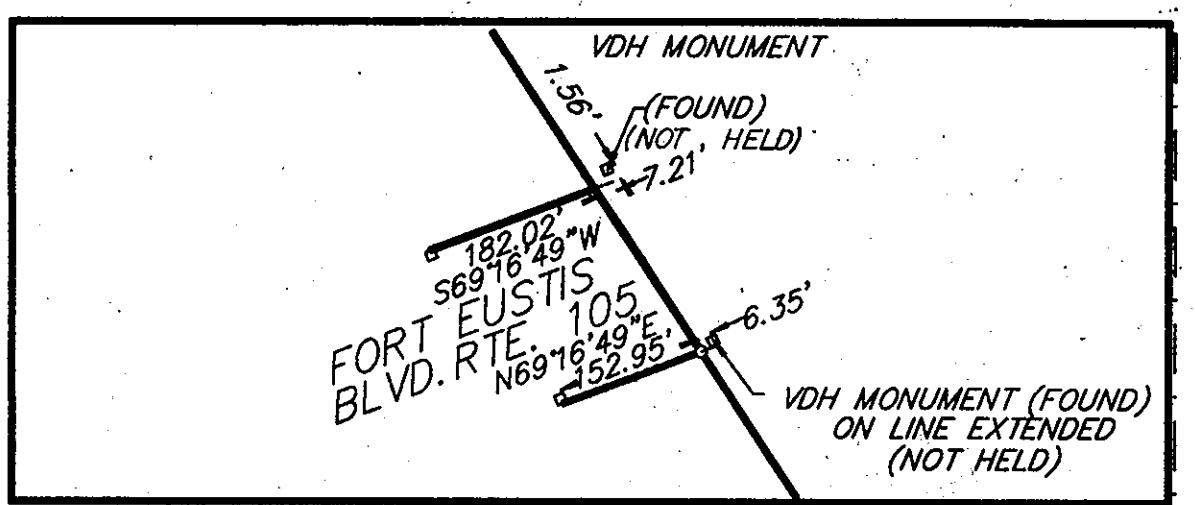 VDH MONUMENT
1.56'
(FOUND)
(NOT, HELD)
7.21'
182.02'
S69°16'49"W
FORT EUSTIS
BLVD. RTE. 105
N69°16'49"E
152.95'
6.35'
VDH MONUMENT (FOUND)
ON LINE EXTENDED
(NOT HELD)